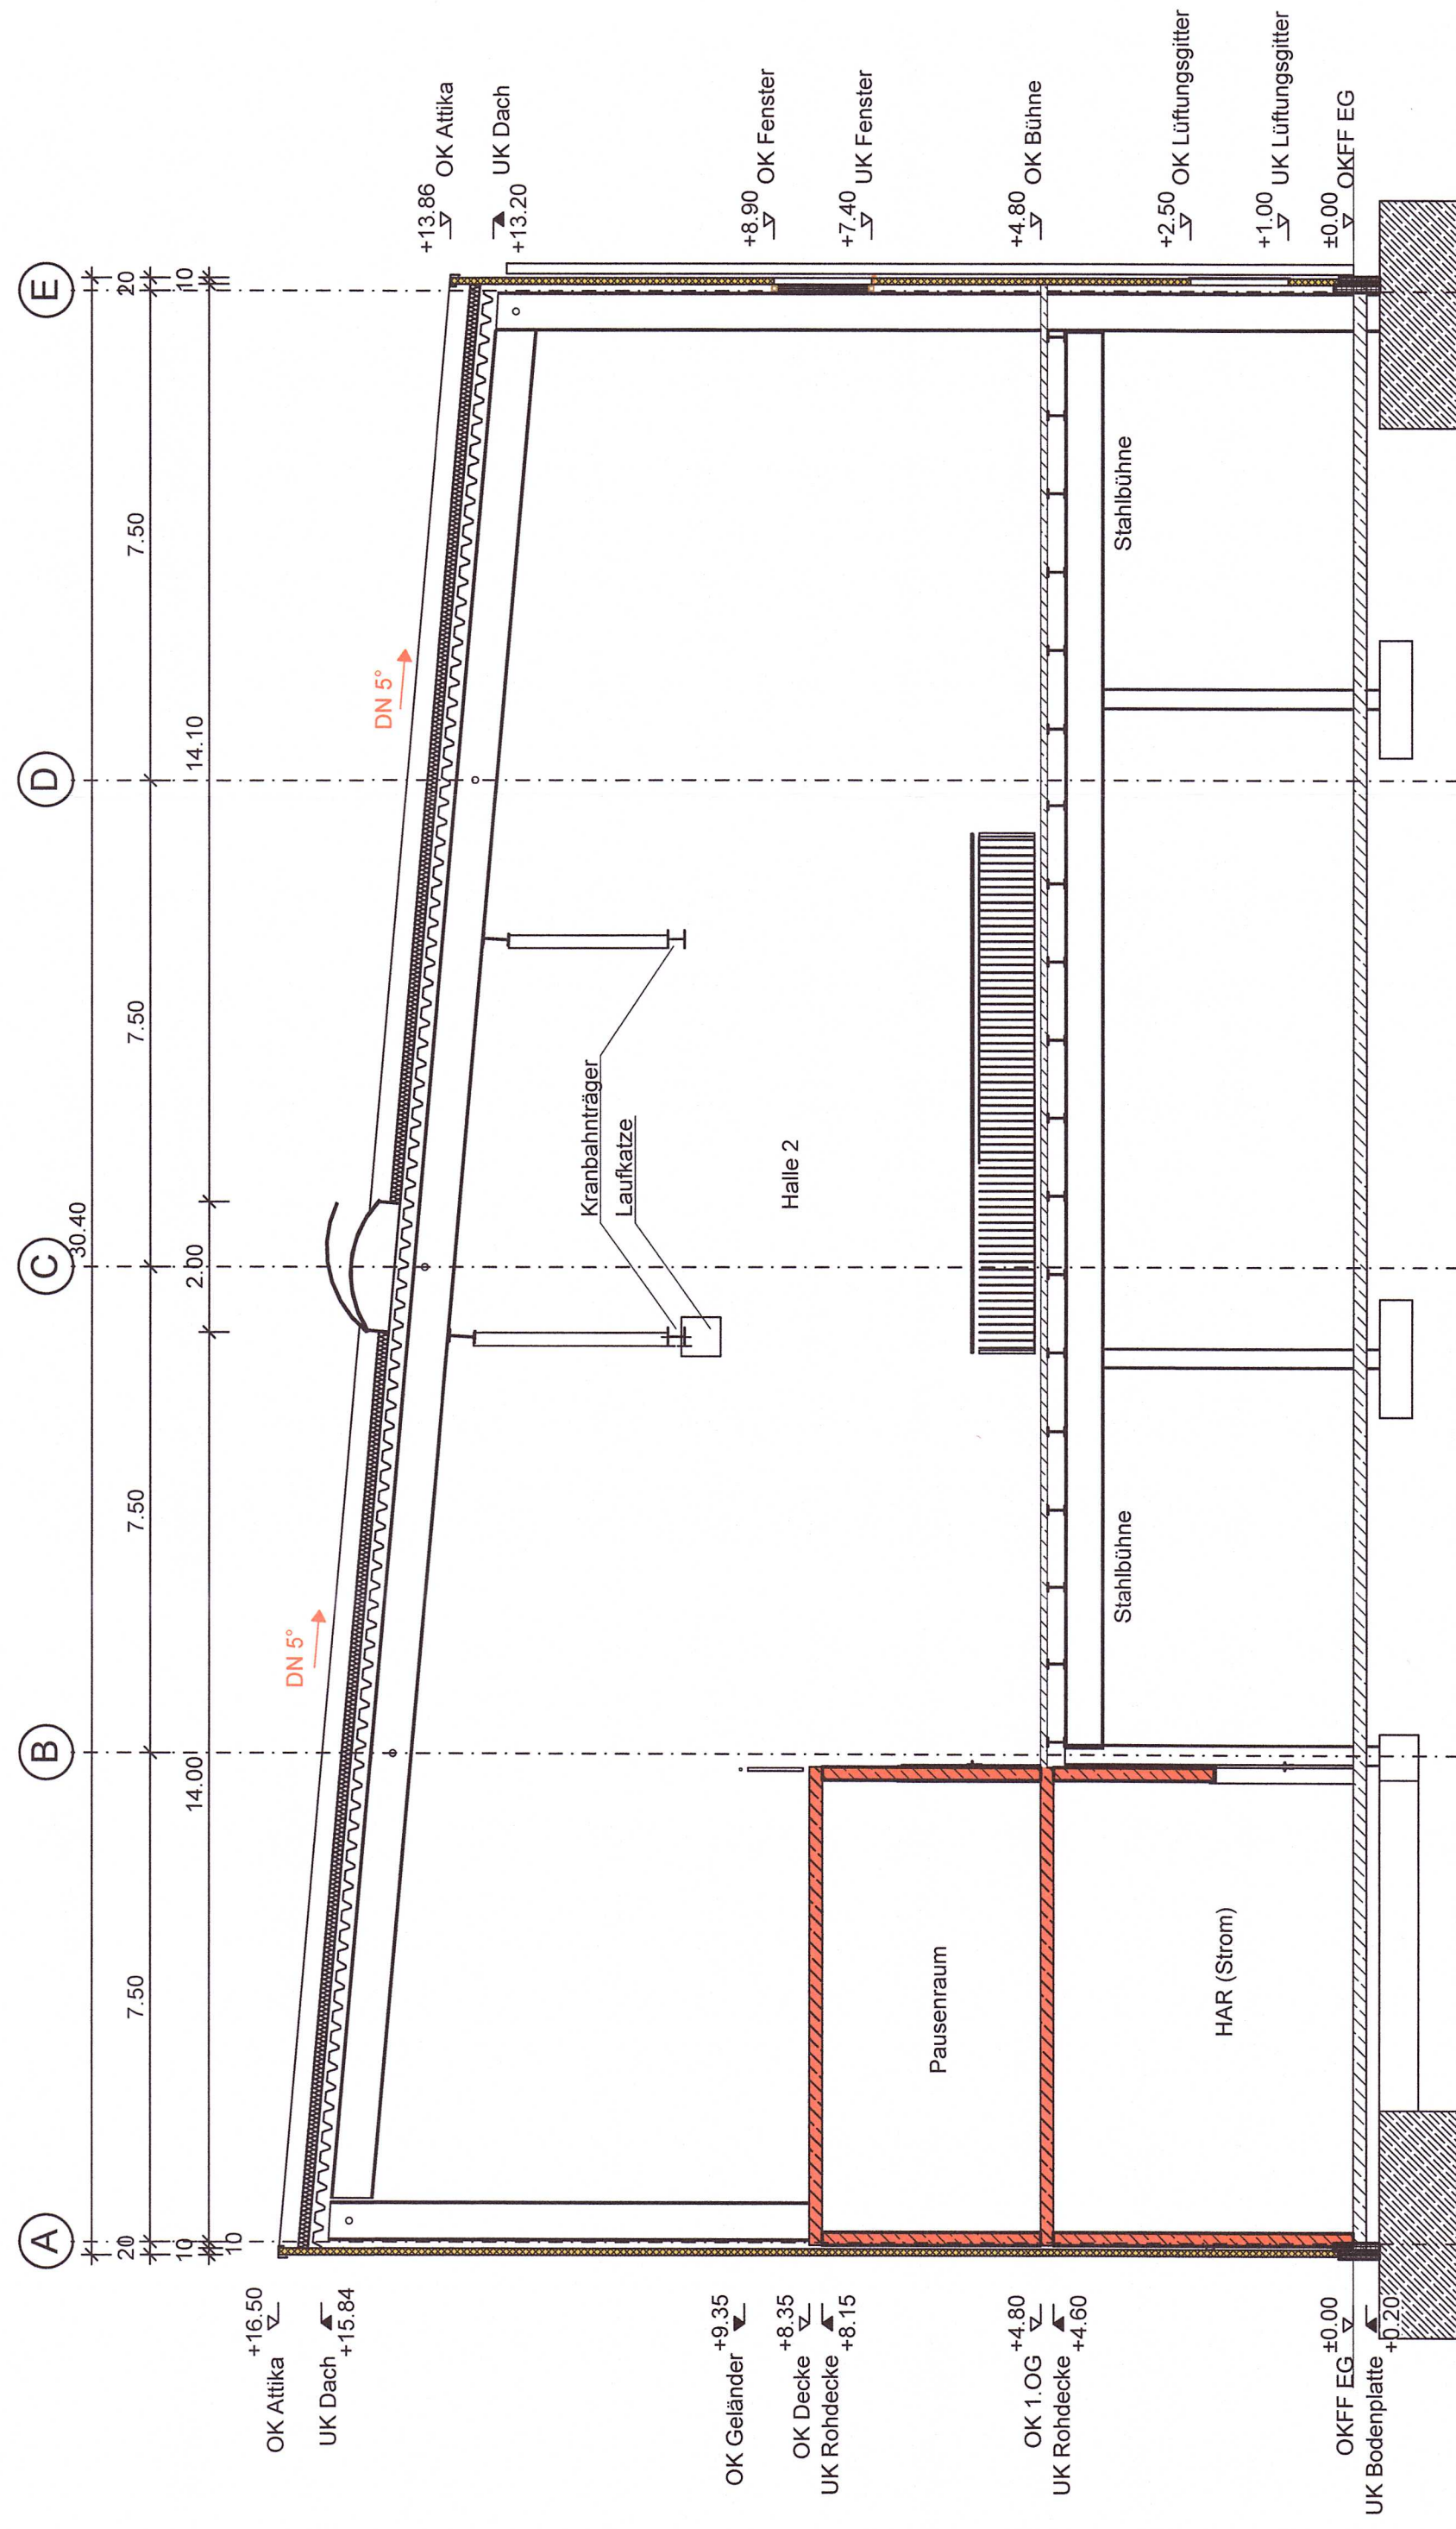 A
B
C
D
E
30.40
20
7.50
7.50
7.50
7.50
20
10
10
14.00
2.00
14.10
10
DN 5°
DN 5°
OK Attika +16.50
UK Dach +15.84
OK Geländer +9.35
OK Decke +8.35
UK Rohdecke +8.15
OK 1.OG +4.80
UK Rohdecke +4.60
OKFF EG ±0.00
UK Bodenplatte +0.20
Kranbahnträger
Laufkatze
Halle 2
Pausenraum
HAR (Strom)
Stahlbühne
Stahlbühne
+13.86 OK Attika
+13.20 UK Dach
+8.90 OK Fenster
+7.40 UK Fenster
+4.80 OK Bühne
+2.50 OK Lüftungsgitter
+1.00 UK Lüftungsgitter
±0.00 OKFF EG